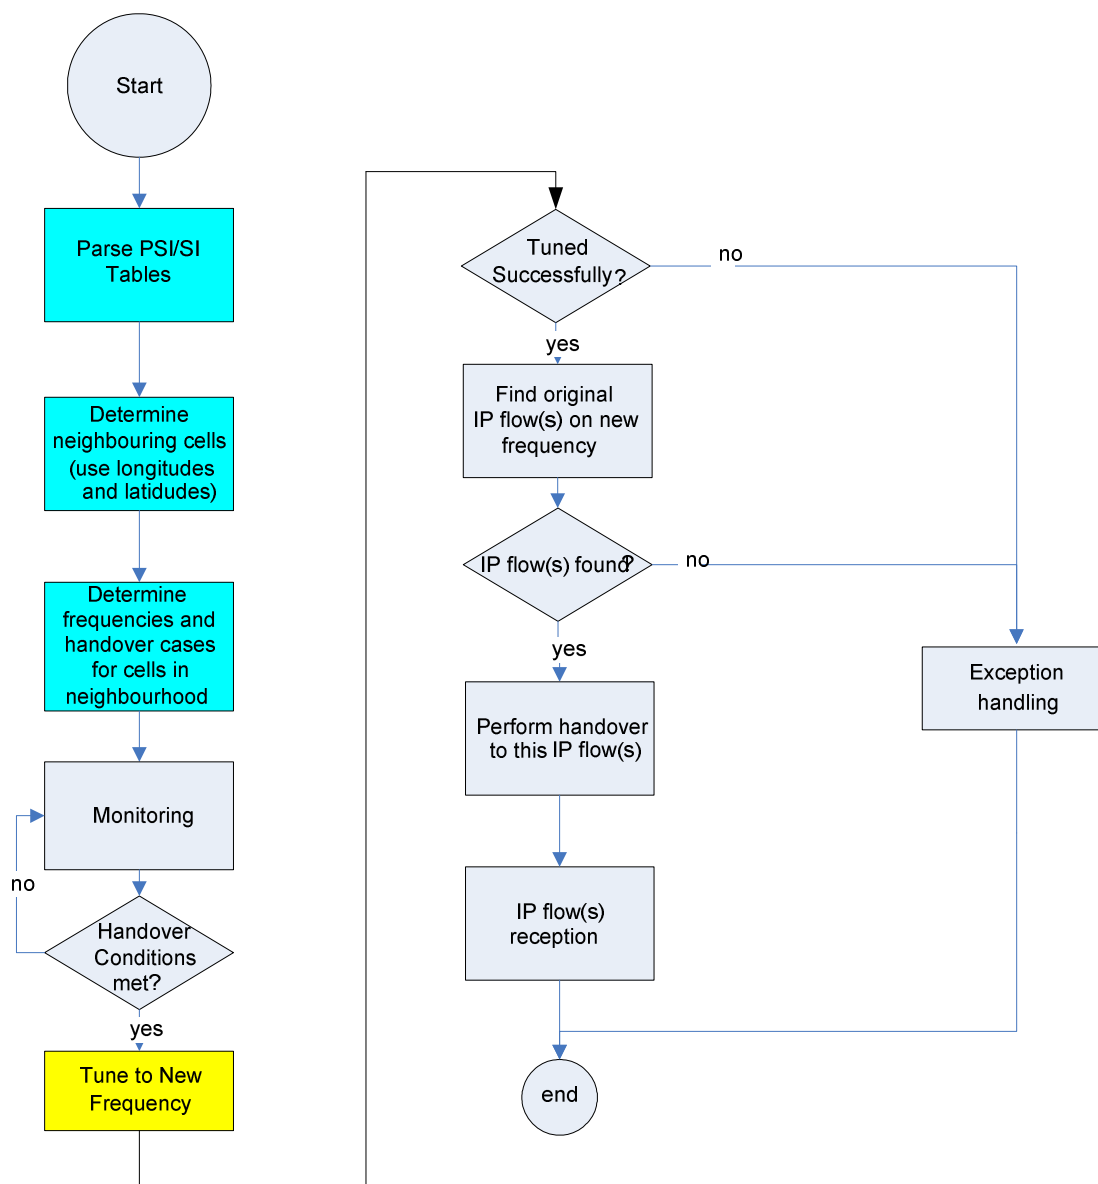 Start
Parse PSI/SI
Tables
Determine
neighbouring cells
(use longitudes
and latidudes)
Determine
frequencies and
handover cases
for cells in
neighbourhood
Monitoring
no
Handover
Conditions
met?
yes
Tune to New
Frequency
Tuned
Successfully?
no
yes
Find original
IP flow(s) on new
frequency
IP flow(s) found?
no
yes
Perform handover
to this IP flow(s)
Exception
handling
IP flow(s)
reception
end